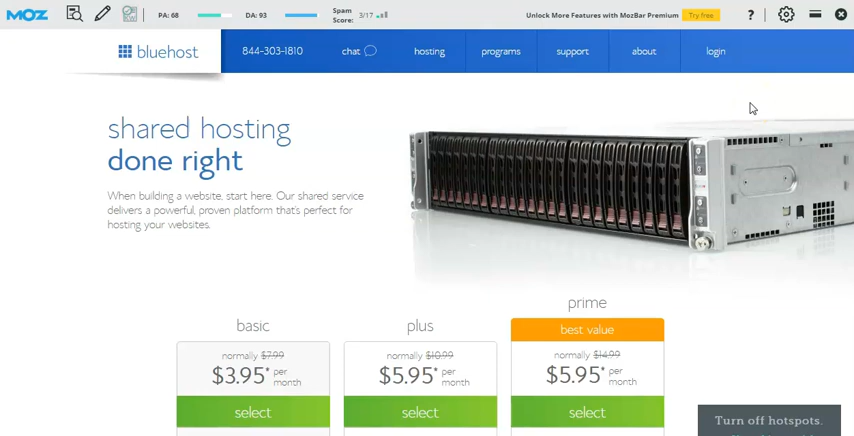 MOZ PA: 68 DA: 93 Spam Score: 3/17 Unlock More Features with MozBar Premium Try free ?
bluehost 844-303-1810 chat hosting programs support about login
shared hosting
done right
When building a website, start here. Our shared service
delivers a powerful, proven platform that's perfect for
hosting your websites.
prime
basic plus best value
normally $7.99 normally $10.99 normally $14.99
$3.95* per month $5.95* per month $5.95* per month
select select select
Turn off hotspots.